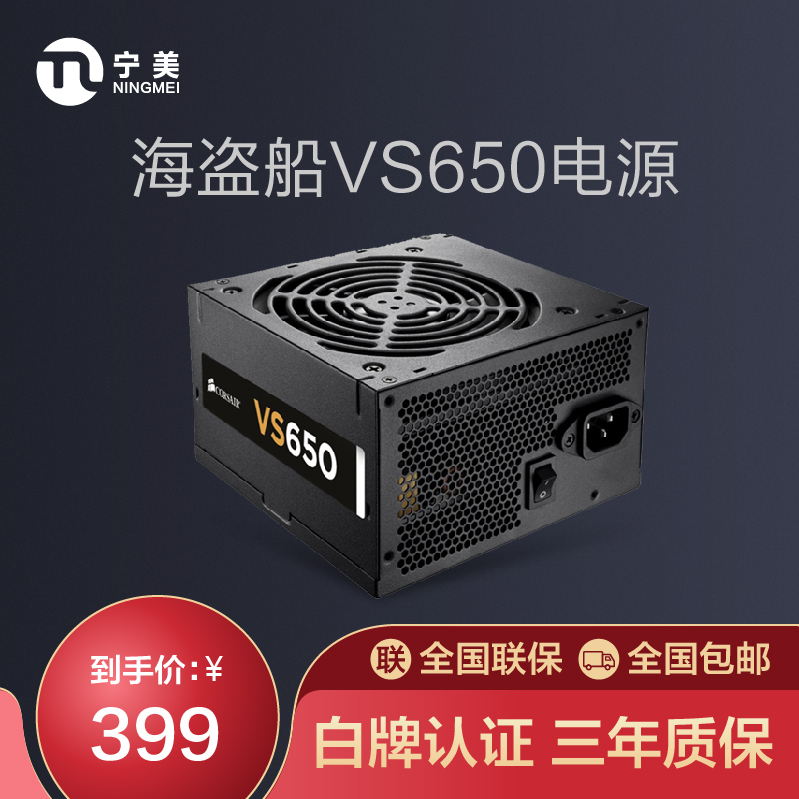 宁美
NINGMEI
海盗船VS650电源
CORSAIR
VS650
联 全国联保 全国包邮
到手价:¥
399
白牌认证 三年质保